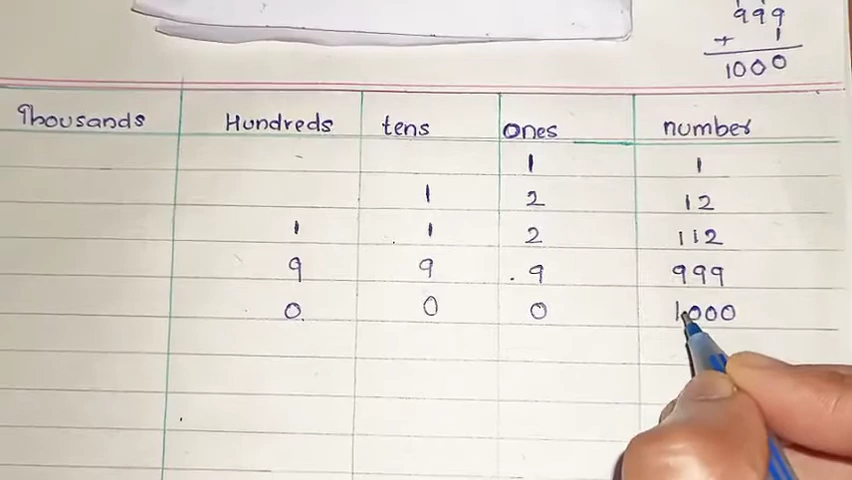 999
+ 1
1000
Thousands Hundreds tens ones number
1 1
1 2 12
1 1 2 112
9 9 9 999
0 0 0 1000